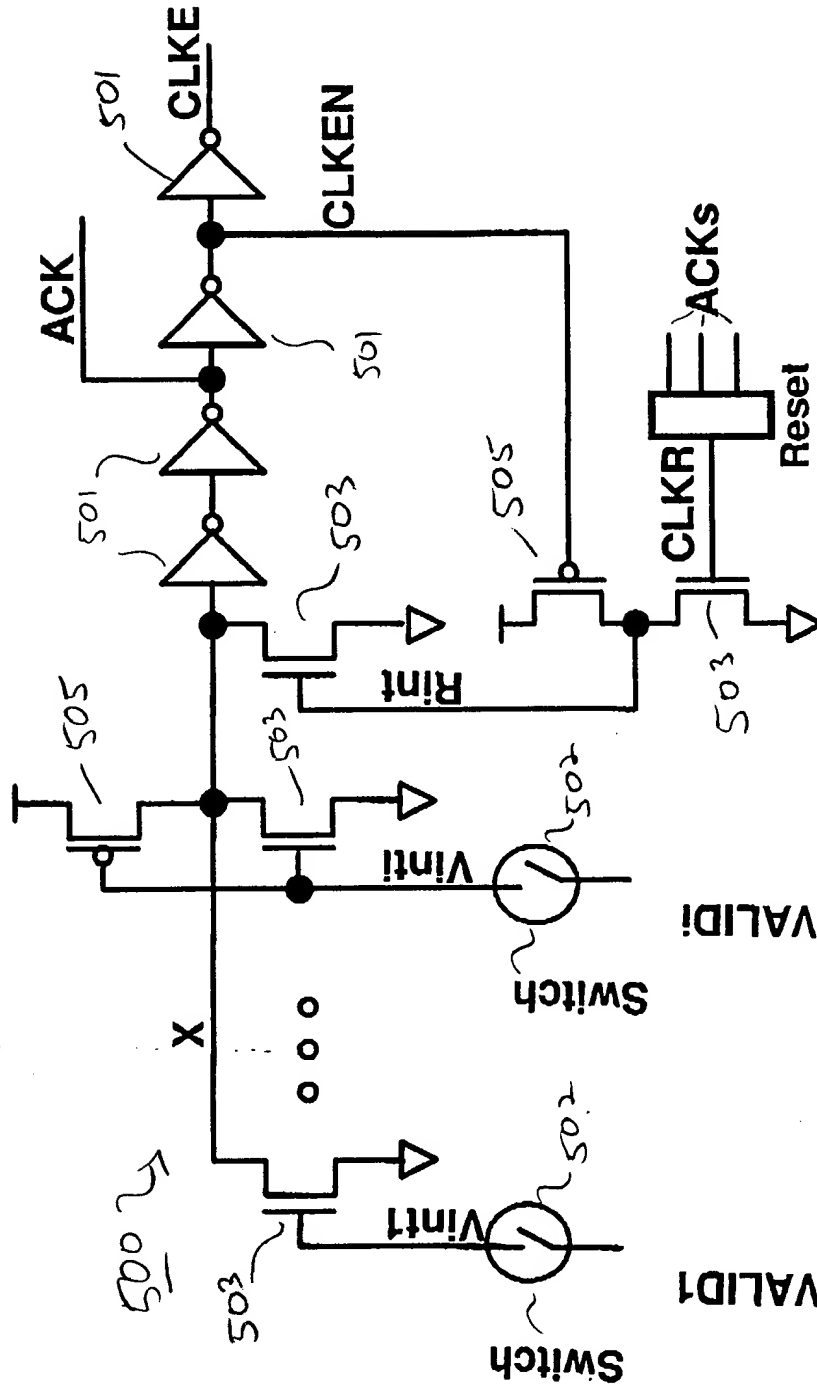 500
X
ACK
501
CLKE
501
501
501
CLKEN
505
503
503
503
Vint1
Vinti
Rint
505
CLKR
ACKs
Reset
503
502
502
Switch
Switch
VALID1
VALIDi